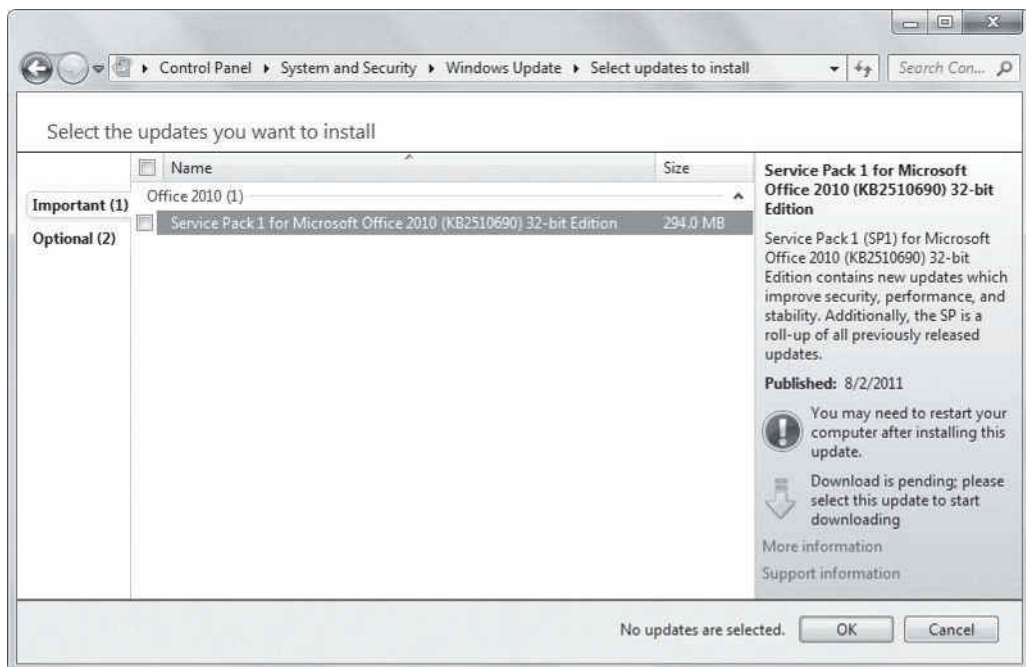 Control Panel ▸ System and Security ▸ Windows Update ▸ Select updates to install
Search Con...
Select the updates you want to install
Name Size
Important (1)
Optional (2)
Office 2010 (1)
Service Pack 1 for Microsoft Office 2010 (KB2510690) 32-bit Edition 294.0 MB
Service Pack 1 for Microsoft
Office 2010 (KB2510690) 32-bit
Edition
Service Pack 1 (SP1) for Microsoft
Office 2010 (KB2510690) 32-bit
Edition contains new updates which
improve security, performance, and
stability. Additionally, the SP is a
roll-up of all previously released
updates.
Published: 8/2/2011
You may need to restart your
computer after installing this
update.
Download is pending; please
select this update to start
downloading
More information
Support information
No updates are selected. OK Cancel